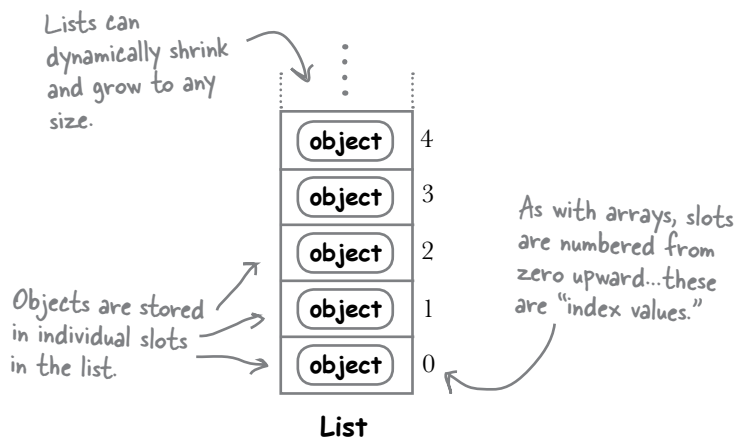 Lists can
dynamically shrink
and grow to any
size.
object 4
object 3
object 2
object 1
object 0
As with arrays, slots
are numbered from
zero upward...these
are “index values.”
Objects are stored
in individual slots
in the list.
List